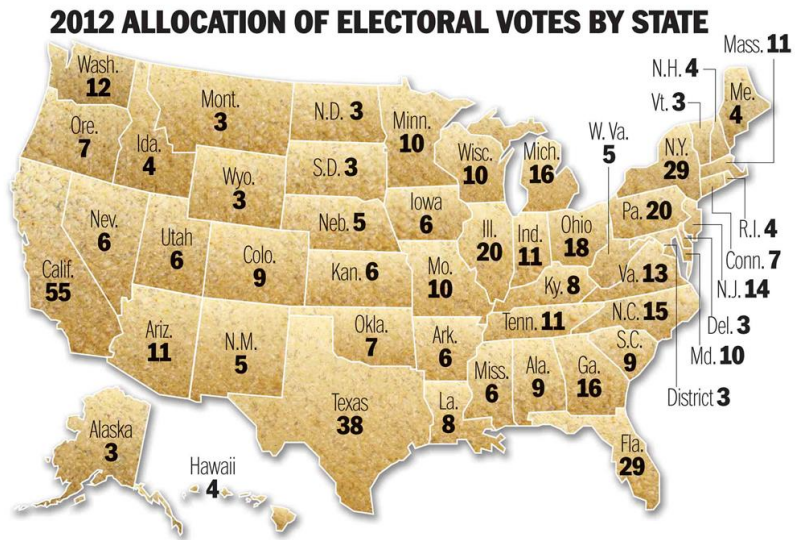 2012 ALLOCATION OF ELECTORAL VOTES BY STATE
Mass. 11
Wash.
12
N.H. 4
Me.
4
Mont.
3
N.D. 3
Vt. 3
Ore.
7
Minn.
10
W. Va.
5
Ida.
4
N.Y.
29
Wisc.
10
Mich.
16
S.D. 3
Wyo.
3
Iowa
6
Pa. 20
Neb. 5
Nev.
6
Ill.
20
Ind.
11
Ohio
18
R.I. 4
Utah
6
Colo.
9
Conn. 7
Calif.
55
Kan. 6
Mo.
10
Va. 13
Ky. 8
N.J. 14
N.C. 15
Tenn. 11
Del. 3
Ariz.
11
N.M.
5
Okla.
7
Ark.
6
S.C.
9
Md. 10
Miss.
6
Ala.
9
Ga.
16
District 3
Texas
38
La.
8
Alaska
3
Fla.
29
Hawaii
4